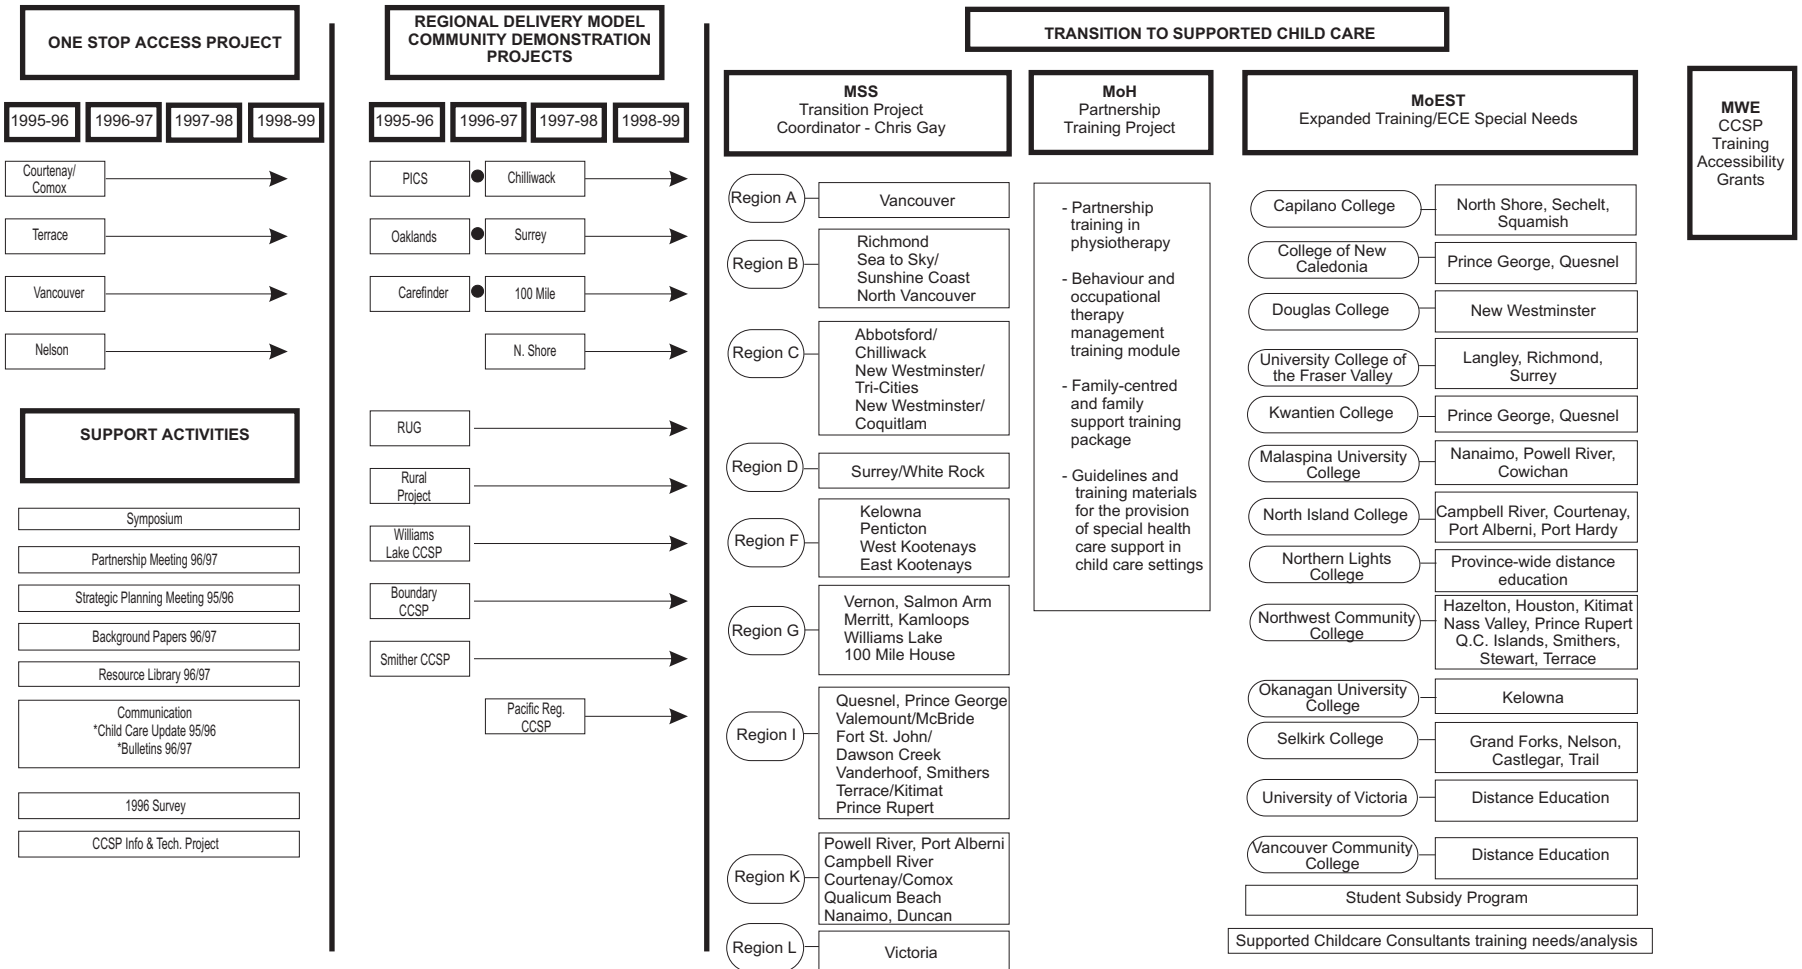 ONE STOP ACCESS PROJECT
1995-96
1996-97
1997-98
1998-99
Courtenay/
Comox
Terrace
Vancouver
Nelson
SUPPORT ACTIVITIES
Symposium
Partnership Meeting 96/97
Strategic Planning Meeting 95/96
Background Papers 96/97
Resource Library 96/97
Communication
*Child Care Update 95/96
*Bulletins 96/97
1996 Survey
CCSP Info & Tech. Project
REGIONAL DELIVERY MODEL
COMMUNITY DEMONSTRATION
PROJECTS
1995-96
1996-97
1997-98
1998-99
PICS
Chilliwack
Oaklands
Surrey
Carefinder
100 Mile
N. Shore
RUG
Rural
Project
Williams
Lake CCSP
Boundary
CCSP
Smither CCSP
Pacific Reg.
CCSP
TRANSITION TO SUPPORTED CHILD CARE
MSS
Transition Project
Coordinator - Chris Gay
Region A
Vancouver
Region B
Richmond
Sea to Sky/
Sunshine Coast
North Vancouver
Region C
Abbotsford/
Chilliwack
New Westminster/
Tri-Cities
New Westminster/
Coquitlam
Region D
Surrey/White Rock
Region F
Kelowna
Penticton
West Kootenays
East Kootenays
Region G
Vernon, Salmon Arm
Merritt, Kamloops
Williams Lake
100 Mile House
Region I
Quesnel, Prince George
Valemount/McBride
Fort St. John/
Dawson Creek
Vanderhoof, Smithers
Terrace/Kitimat
Prince Rupert
Region K
Powell River, Port Alberni
Campbell River
Courtenay/Comox
Qualicum Beach
Nanaimo, Duncan
Region L
Victoria
MoH
Partnership
Training Project
- Partnership
training in
physiotherapy
- Behaviour and
occupational
therapy
management
training module
- Family-centred
and family
support training
package
- Guidelines and
training materials
for the provision
of special health
care support in
child care settings
MoEST
Expanded Training/ECE Special Needs
Capilano College
North Shore, Sechelt,
Squamish
College of New
Caledonia
Prince George, Quesnel
Douglas College
New Westminster
University College of
the Fraser Valley
Langley, Richmond,
Surrey
Kwantien College
Prince George, Quesnel
Malaspina University
College
Nanaimo, Powell River,
Cowichan
North Island College
Campbell River, Courtenay,
Port Alberni, Port Hardy
Northern Lights
College
Province-wide distance
education
Northwest Community
College
Hazelton, Houston, Kitimat
Nass Valley, Prince Rupert
Q.C. Islands, Smithers,
Stewart, Terrace
Okanagan University
College
Kelowna
Selkirk College
Grand Forks, Nelson,
Castlegar, Trail
University of Victoria
Distance Education
Vancouver Community
College
Distance Education
Student Subsidy Program
Supported Childcare Consultants training needs/analysis
MWE
CCSP
Training
Accessibility
Grants